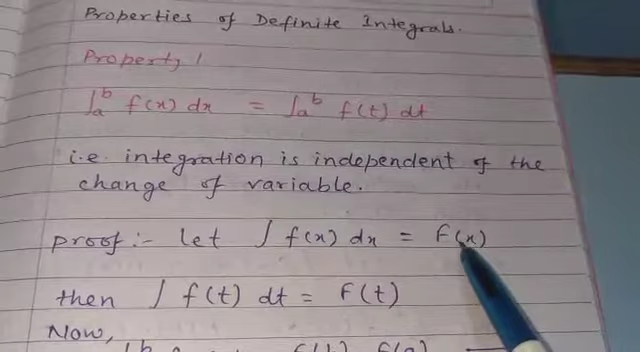 Properties of Definite Integrals.
Property 1
∫ₐᵇ f(x) dx = ∫ₐᵇ f(t) dt
i.e. integration is independent of the
change of variable.
proof:- let ∫ f(x) dx = F(x)
then ∫ f(t) dt = F(t)
Now,